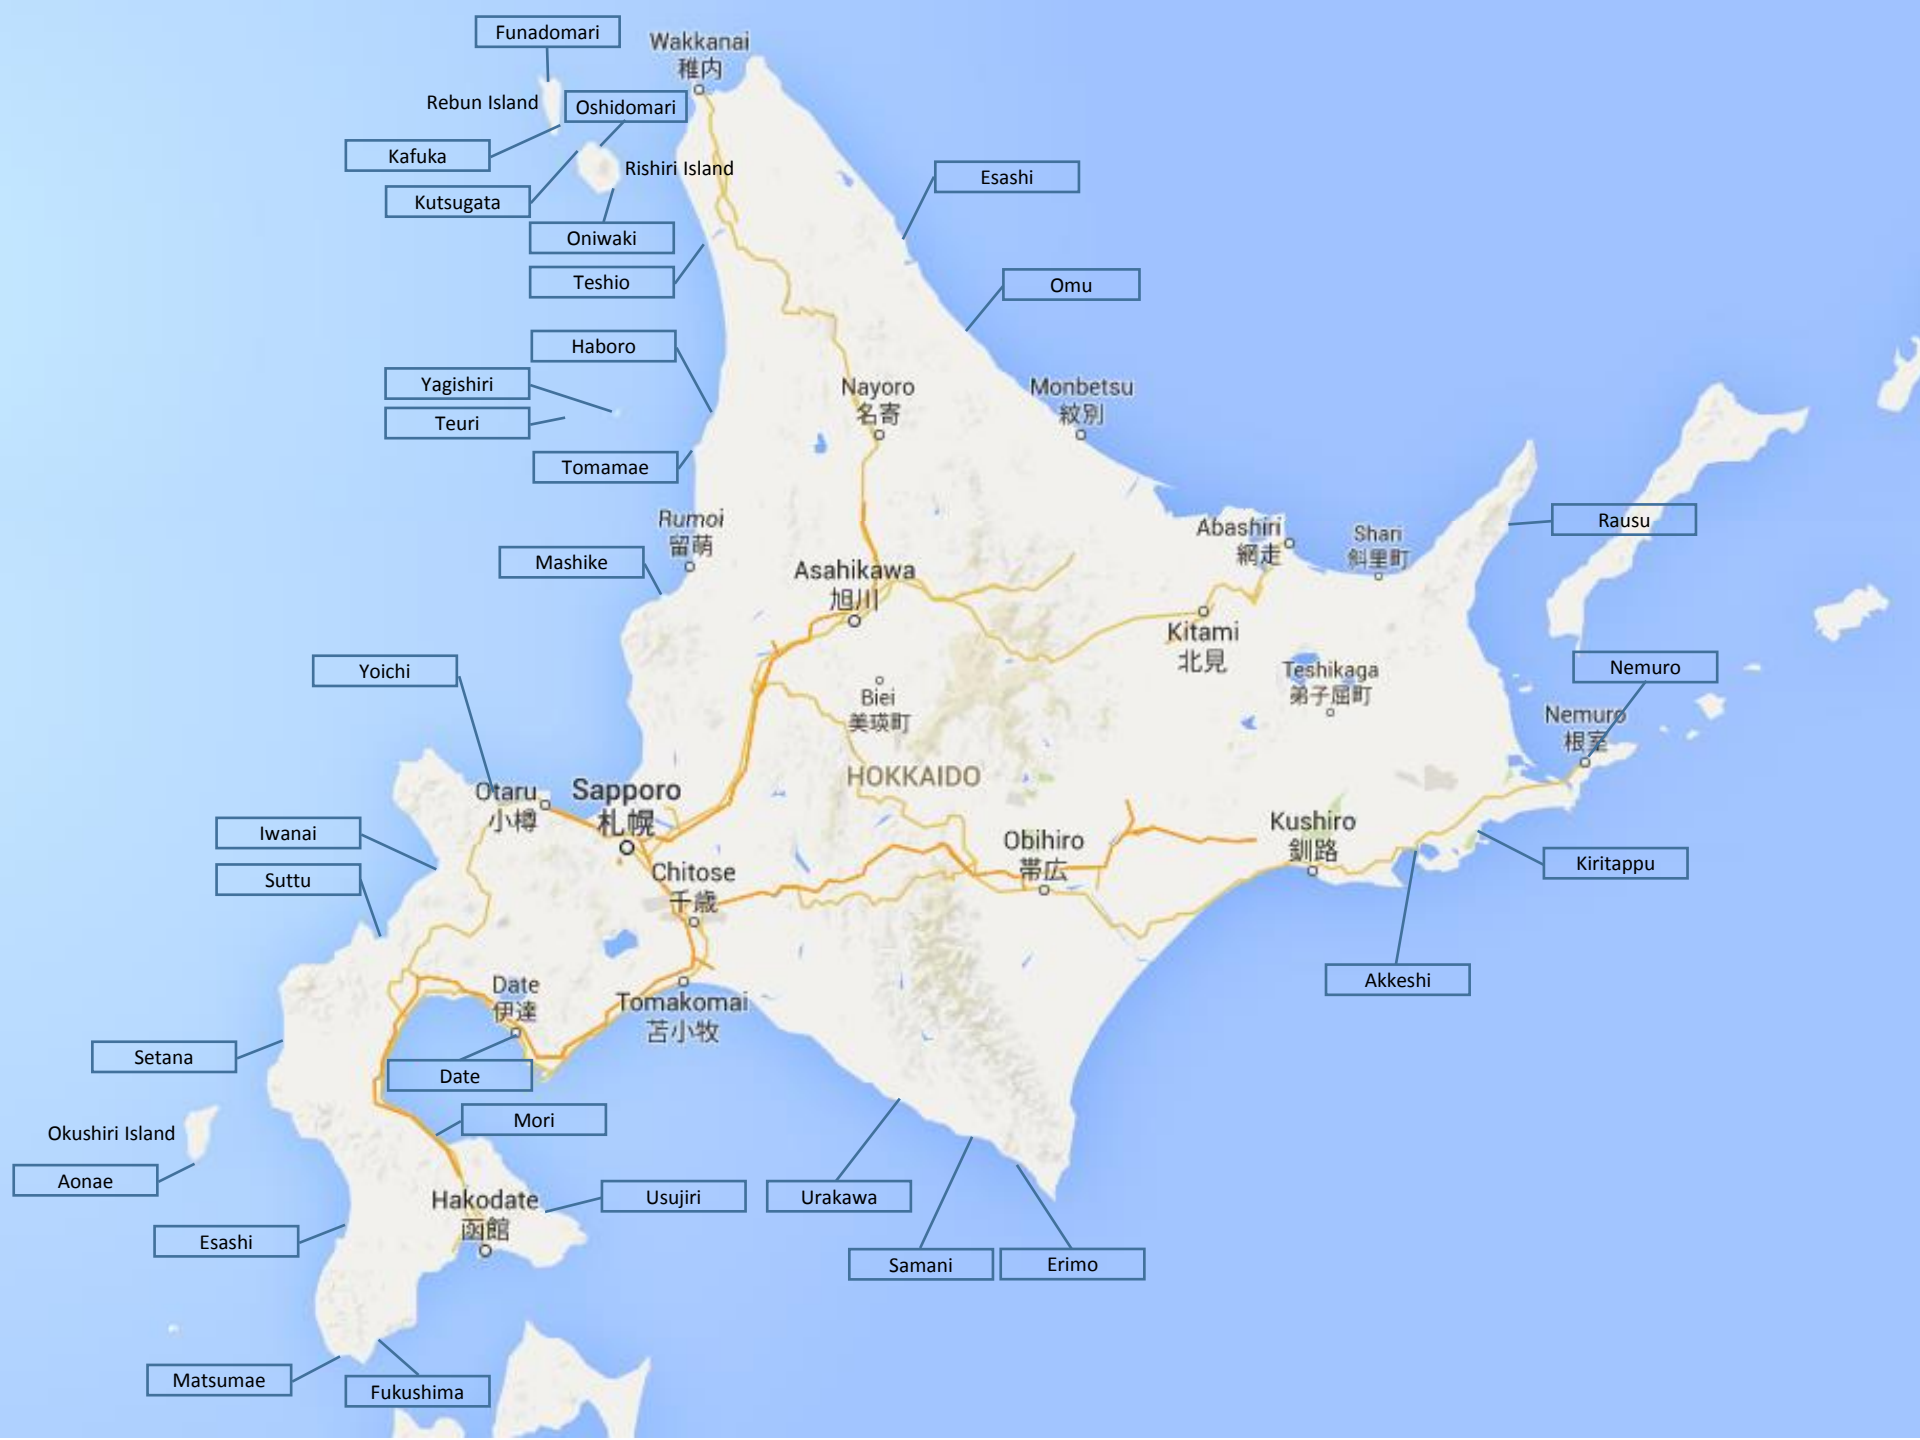 Funadomari
Wakkanai
稚内
Rebun Island
Oshidomari
Kafuka
Rishiri Island
Esashi
Kutsugata
Oniwaki
Teshio
Omu
Haboro
Yagishiri
Nayoro
名寄
Monbetsu
紋別
Teuri
Tomamae
Rumoi
留萌
Abashiri
網走
Shari
斜里町
Rausu
Mashike
Asahikawa
旭川
Kitami
北見
Yoichi
Teshikaga
弟子屈町
Nemuro
Biei
美瑛町
Nemuro
根室
HOKKAIDO
Otaru
小樽
Sapporo
札幌
Iwanai
Obihiro
帯広
Kushiro
釧路
Kiritappu
Suttu
Chitose
千歳
Akkeshi
Date
伊達
Tomakomai
苫小牧
Setana
Date
Mori
Okushiri Island
Aonae
Hakodate
函館
Usujiri
Urakawa
Esashi
Samani
Erimo
Matsumae
Fukushima